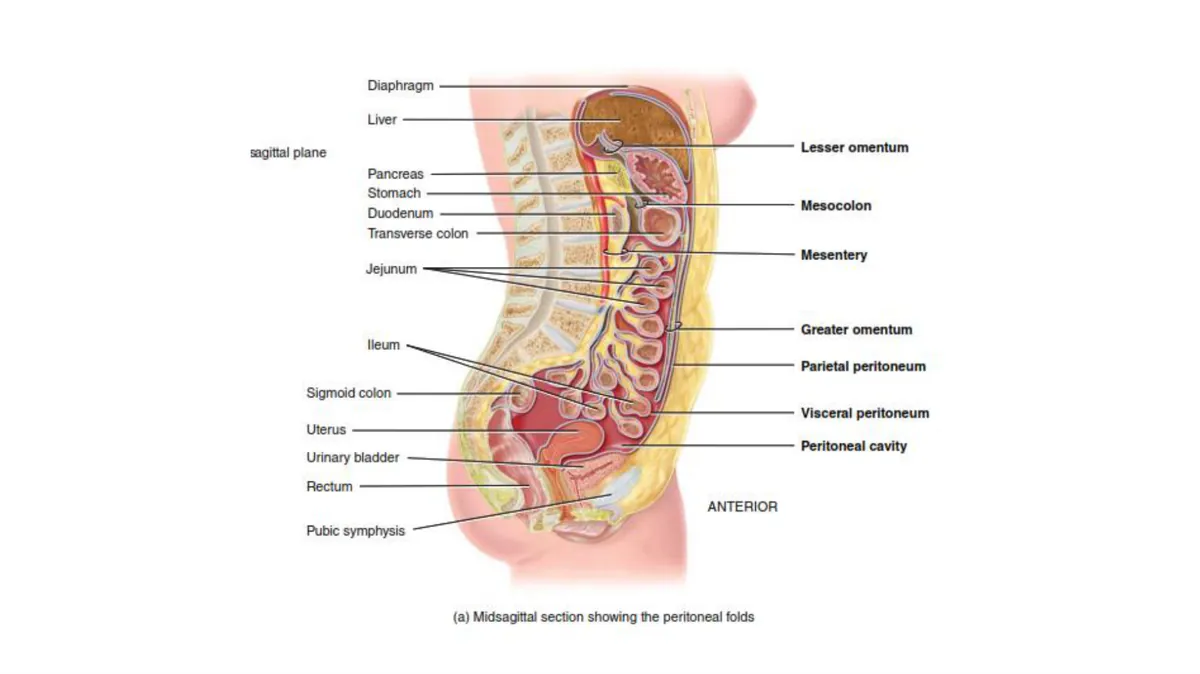 Diaphragm
Liver
sagittal plane
Pancreas
Stomach
Duodenum
Transverse colon
Jejunum
Ileum
Sigmoid colon
Uterus
Urinary bladder
Rectum
Pubic symphysis
Lesser omentum
Mesocolon
Mesentery
Greater omentum
Parietal peritoneum
Visceral peritoneum
Peritoneal cavity
ANTERIOR
(a) Midsagittal section showing the peritoneal folds